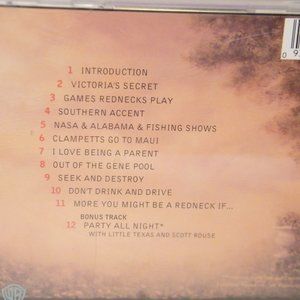 1 INTRODUCTION
2 VICTORIA'S SECRET
3 GAMES REDNECKS PLAY
4 SOUTHERN ACCENT
5 NASA & ALABAMA & FISHING SHOWS
6 CLAMPETTS GO TO MAUI
7 I LOVE BEING A PARENT
8 OUT OF THE GENE POOL
9 SEEK AND DESTROY
10 DON'T DRINK AND DRIVE
11 MORE YOU MIGHT BE A REDNECK IF...
BONUS TRACK
12 PARTY ALL NIGHT*
WITH LITTLE TEXAS AND SCOTT ROUSE